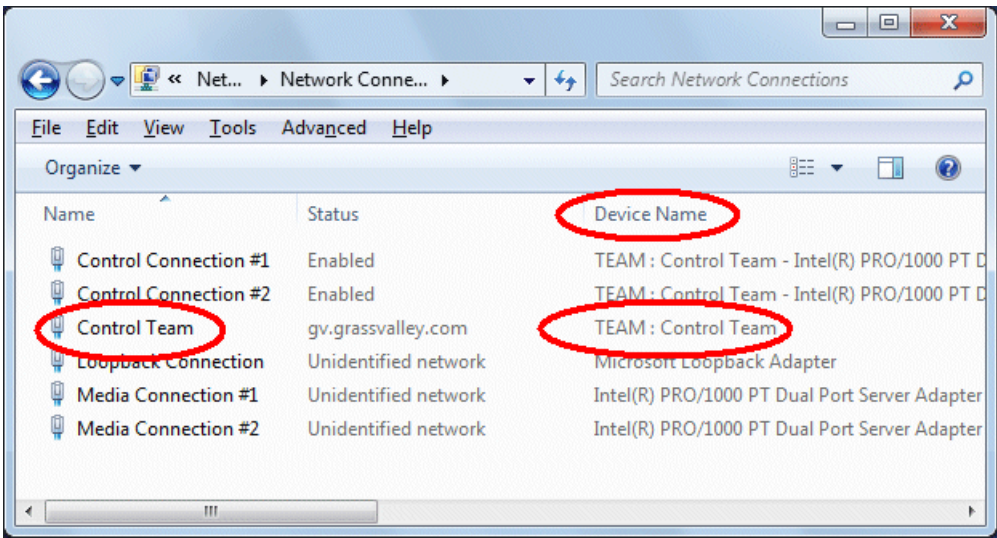 « Net... Network Conne... Search Network Connections
File Edit View Tools Advanced Help
Organize
Name Status Device Name
Control Connection #1 Enabled TEAM : Control Team - Intel(R) PRO/1000 PT D
Control Connection #2 Enabled TEAM : Control Team - Intel(R) PRO/1000 PT D
Control Team gv.grassvalley.com TEAM : Control Team
Loopback Connection Unidentified network Microsoft Loopback Adapter
Media Connection #1 Unidentified network Intel(R) PRO/1000 PT Dual Port Server Adapter
Media Connection #2 Unidentified network Intel(R) PRO/1000 PT Dual Port Server Adapter